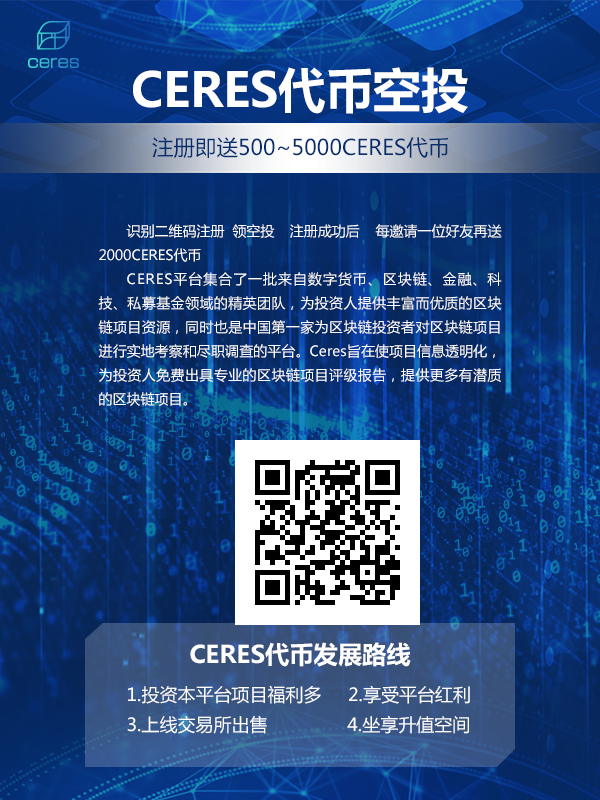 ceres
CERES代币空投
注册即送500~5000CERES代币
识别二维码注册 领空投 注册成功后 每邀请一位好友再送
2000CERES代币
CERES平台集合了一批来自数字货币、区块链、金融、科
技、私募基金领域的精英团队，为投资人提供丰富而优质的区块
链项目资源，同时也是中国第一家为区块链投资者对区块链项目
进行实地考察和尽职调查的平台。Ceres旨在使项目信息透明化，
为投资人免费出具专业的区块链项目评级报告，提供更多有潜质
的区块链项目。
CERES代币发展路线
1.投资本平台项目福利多 2.享受平台红利
3.上线交易所出售 4.坐享升值空间